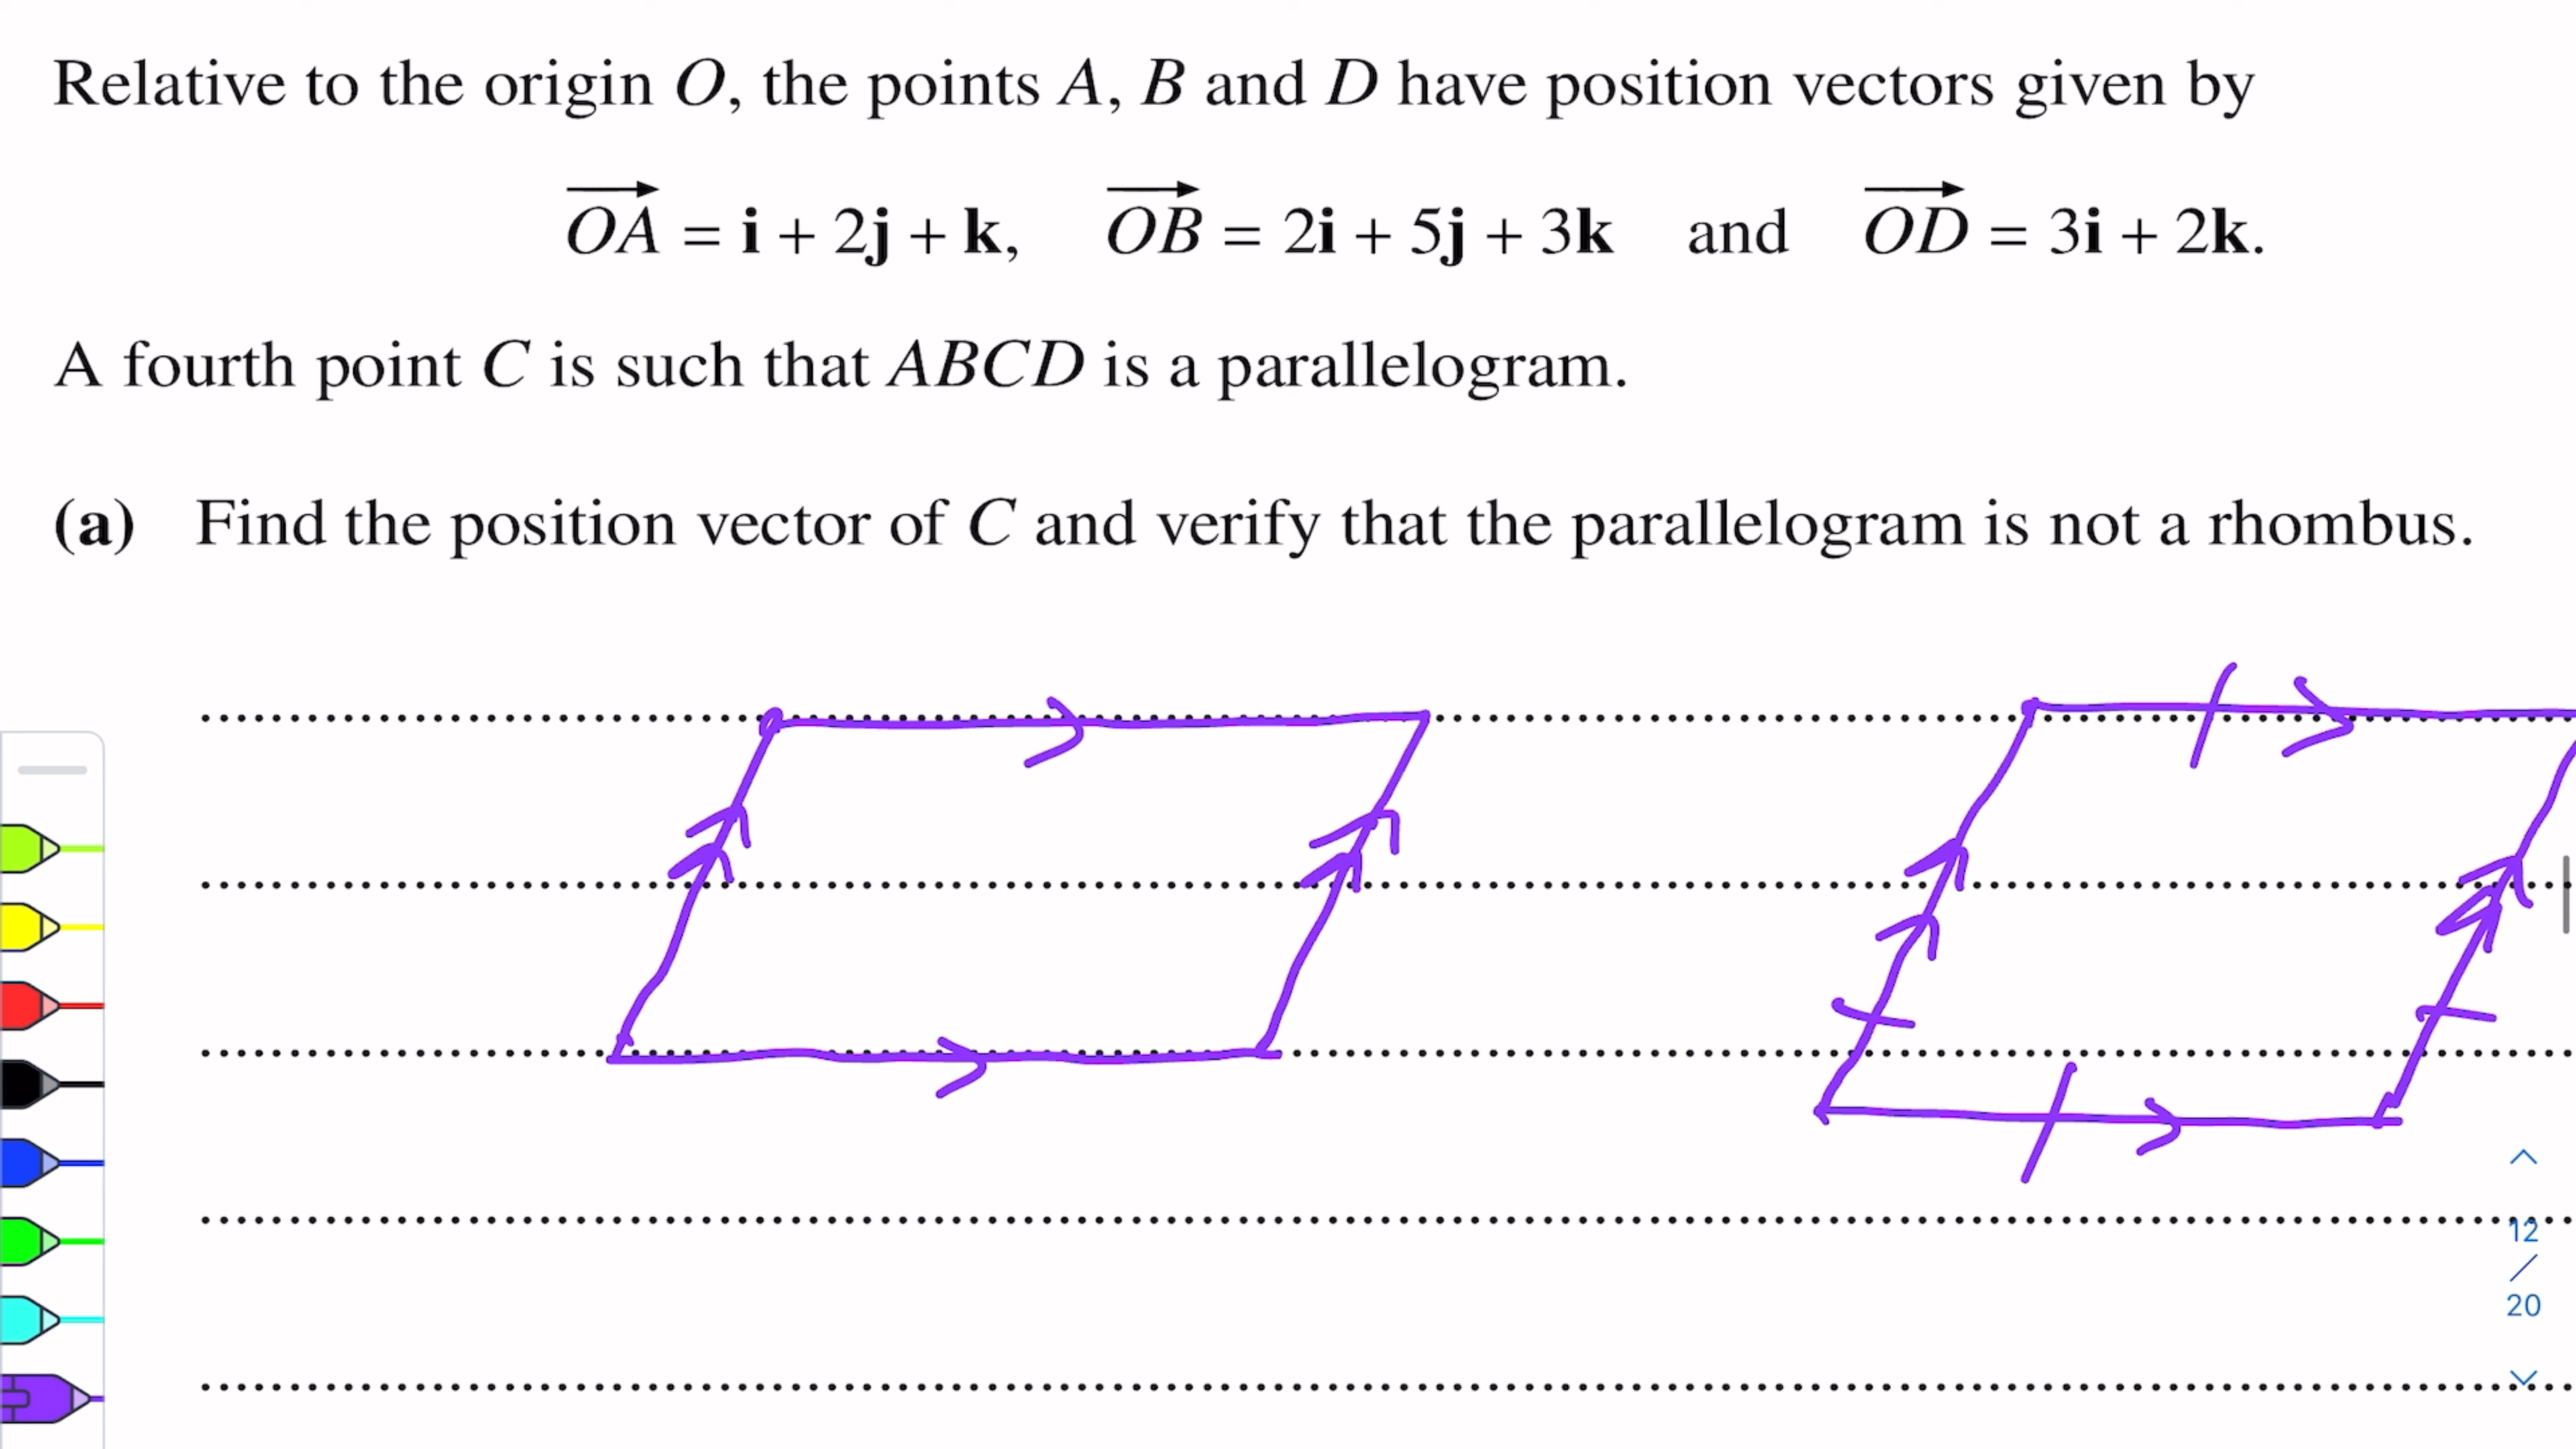 Relative to the origin O, the points A, B and D have position vectors given by
OA = i + 2j + k, OB = 2i + 5j + 3k and OD = 3i + 2k.
A fourth point C is such that ABCD is a parallelogram.
(a) Find the position vector of C and verify that the parallelogram is not a rhombus.
12
/
20